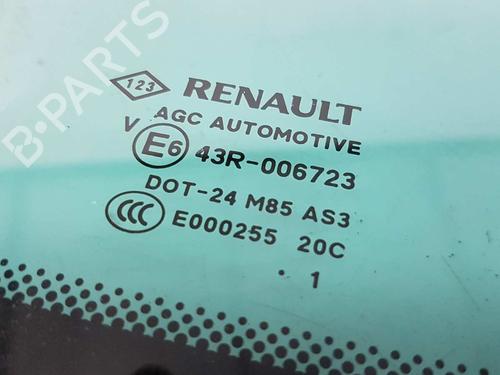 B-PARTS
123 RENAULT
AGC AUTOMOTIVE
V E6 43R-006723
DOT-24 M85 AS3
CCC E000255 20C
. 1